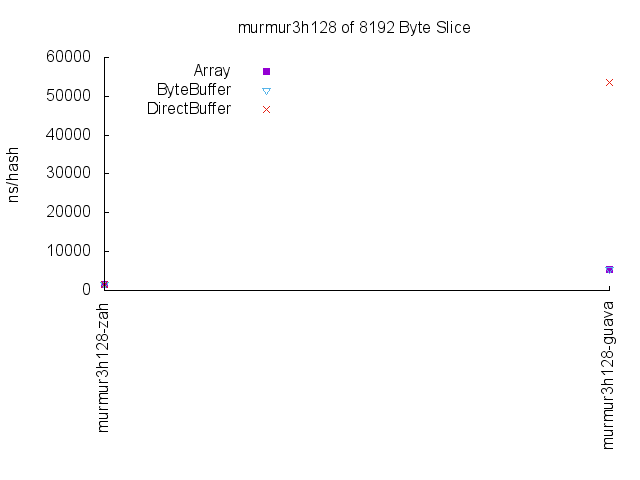 murmur3h128 of 8192 Byte Slice
ns/hash
60000
50000
40000
30000
20000
10000
0
Array
ByteBuffer
DirectBuffer
murmur3h128-zah
murmur3h128-guava